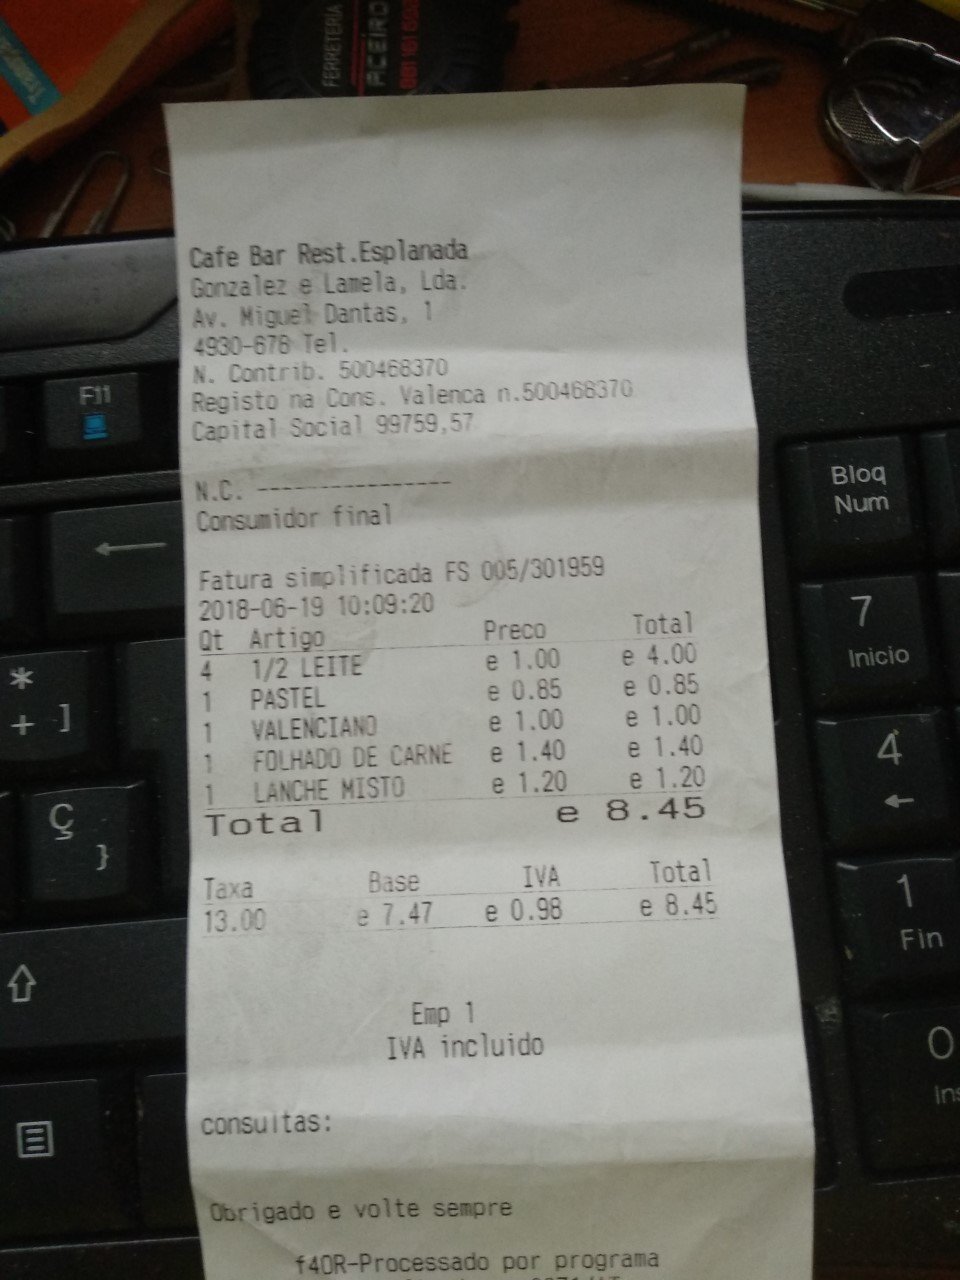 FERRETERIA
Cafe Bar Rest.Esplanada
Gonzalez e Lamela, Lda.
Av. Miguel Dantas, 1
4930-678 Tel.
N. Contrib. 500468370
Registo na Cons. Valenca n.500468370
Capital Social 99759,57
N.C. ----------------
Consumidor final
Fatura simplificada FS 005/301959
2018-06-19 10:09:20
Qt Artigo Preco Total
4 1/2 LEITE e 1.00 e 4.00
1 PASTEL e 0.85 e 0.85
1 VALENCIANO e 1.00 e 1.00
1 FOLHADO DE CARNE e 1.40 e 1.40
1 LANCHE MISTO e 1.20 e 1.20
Total e 8.45
Taxa Base IVA Total
13.00 e 7.47 e 0.98 e 8.45
Emp 1
IVA incluido
consultas:
Obrigado e volte sempre
f4OR-Processado por programa
F11
Bloq
Num
7
Inicio
4
1
Fin
0
*
+ ]
Ç
}